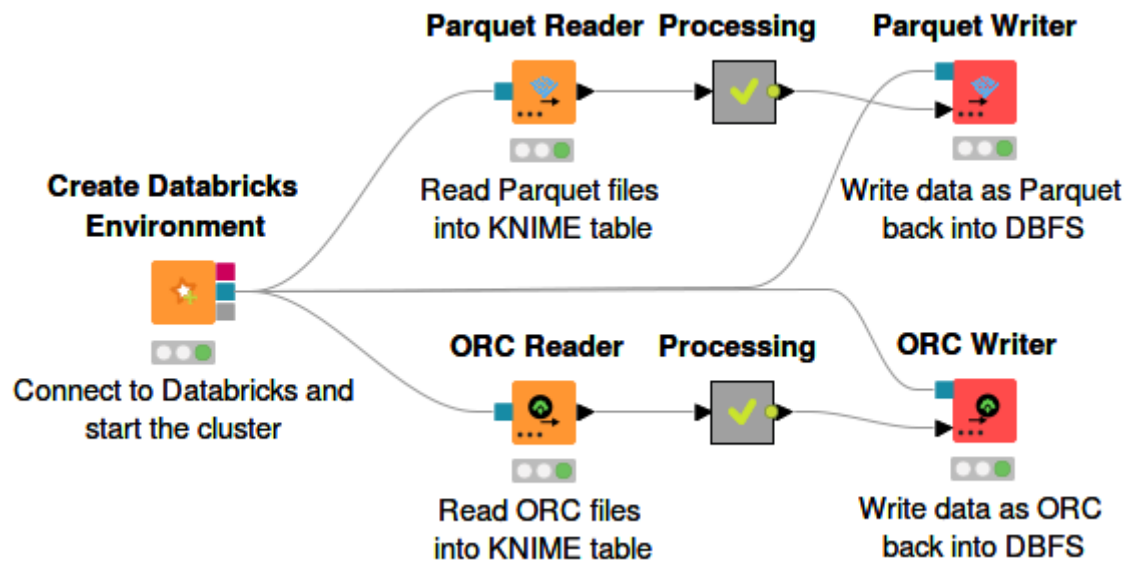 Parquet Reader
Processing
Parquet Writer
Read Parquet files
into KNIME table
Write data as Parquet
back into DBFS
Create Databricks
Environment
Connect to Databricks and
start the cluster
ORC Reader
Processing
ORC Writer
Read ORC files
into KNIME table
Write data as ORC
back into DBFS